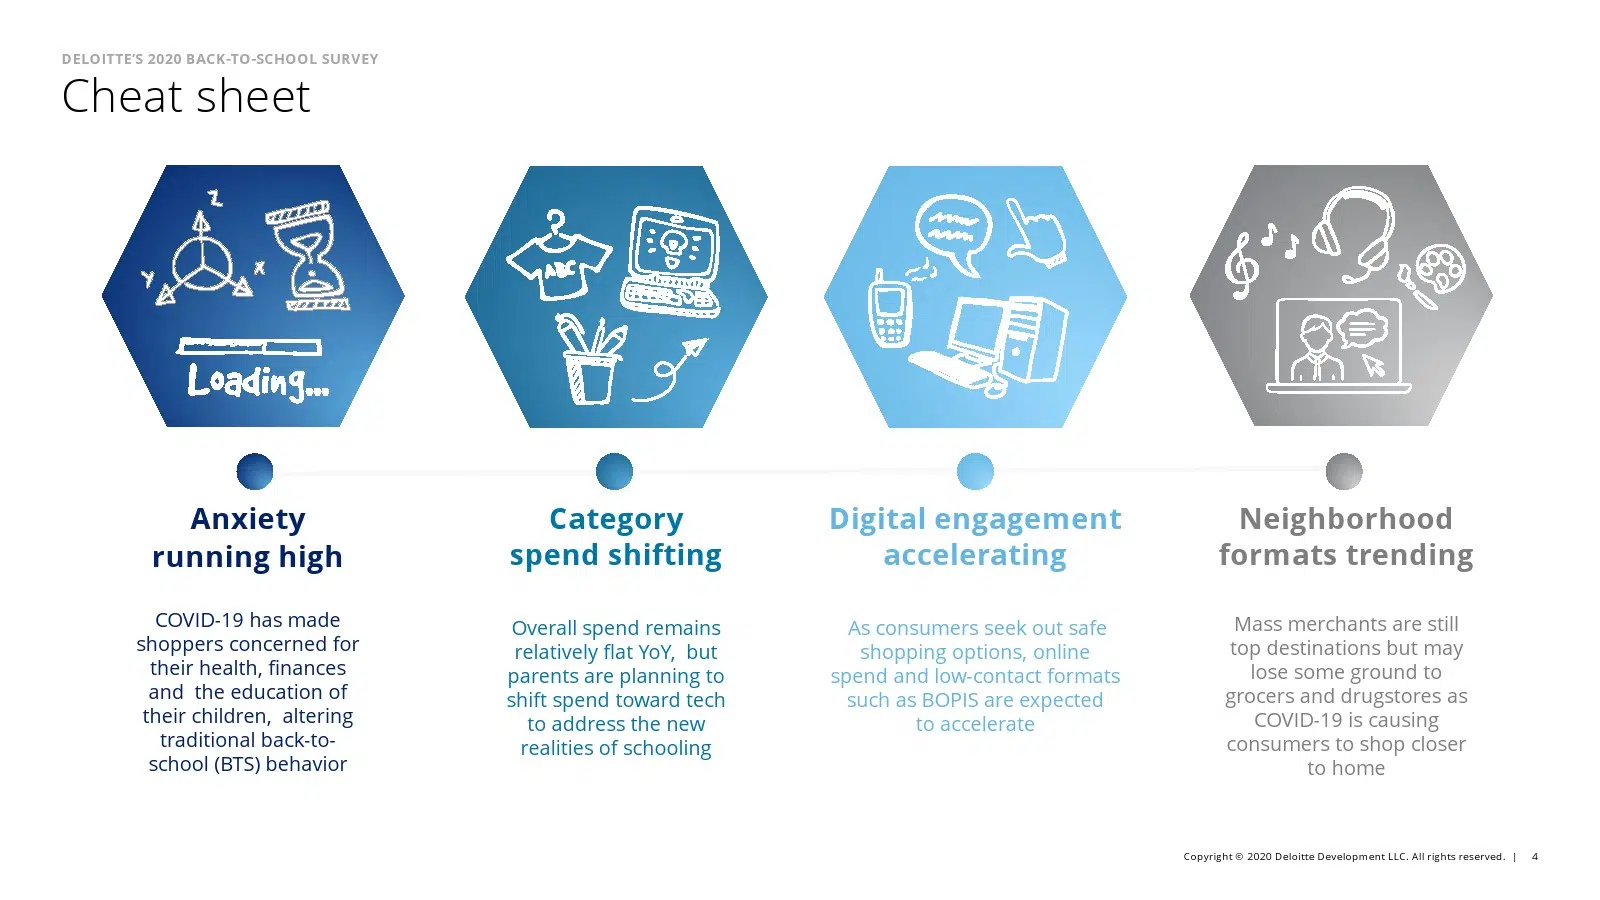 DELOITTE'S 2020 BACK-TO-SCHOOL SURVEY
Cheat sheet
Z
Y
X
Loading...
ABC
Anxiety
running high
COVID-19 has made
shoppers concerned for
their health, finances
and  the education of
their children,  altering
traditional back-to-
school (BTS) behavior
Category
spend shifting
Overall spend remains
relatively flat YoY,  but
parents are planning to
shift spend toward tech
to address the new
realities of schooling
Digital engagement
accelerating
As consumers seek out safe
shopping options, online
spend and low-contact formats
such as BOPIS are expected
to accelerate
Neighborhood
formats trending
Mass merchants are still
top destinations but may
lose some ground to
grocers and drugstores as
COVID-19 is causing
consumers to shop closer
to home
Copyright © 2020 Deloitte Development LLC. All rights reserved.  |  4